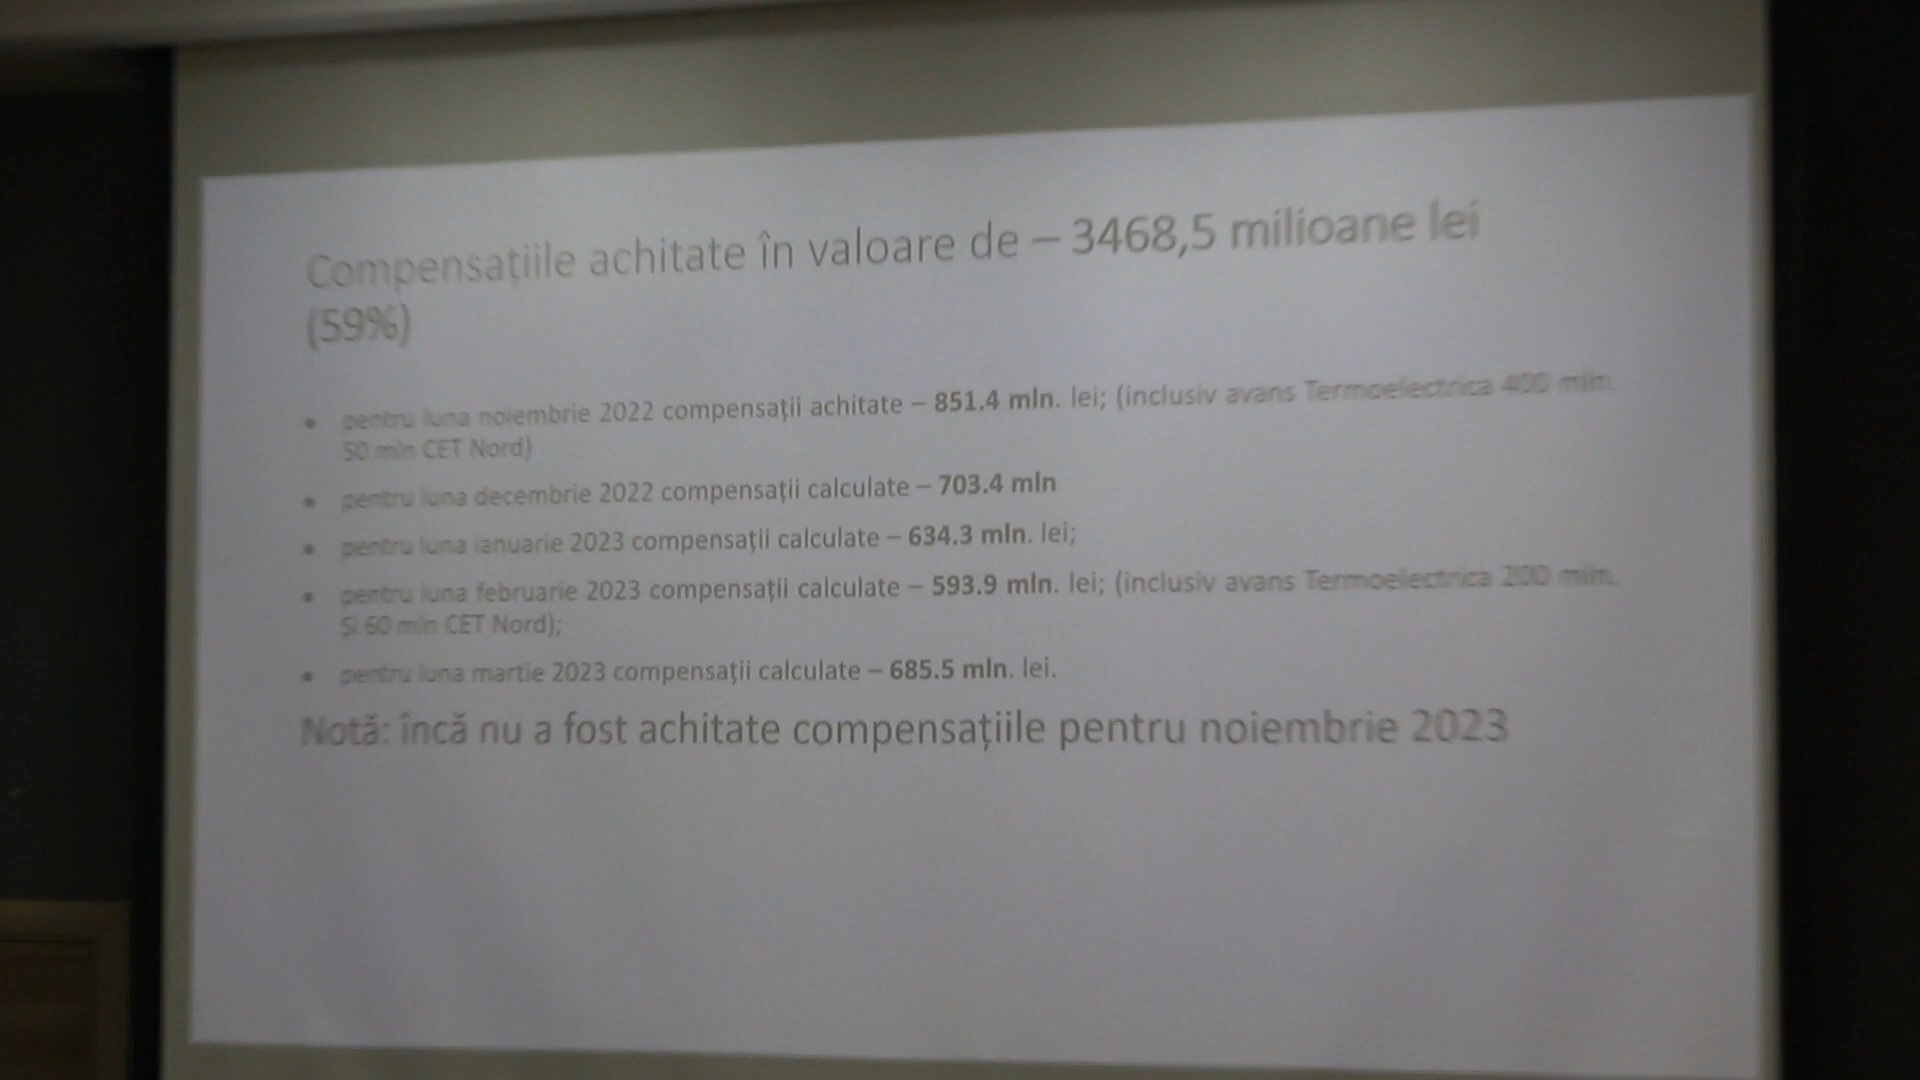 Compensațiile achitate în valoare de – 3468,5 milioane lei
(59%)
• pentru luna noiembrie 2022 compensații achitate – 851.4 mln. lei; (inclusiv avans Termoelectrica 400 mln.
50 mln CET Nord)
• pentru luna decembrie 2022 compensații calculate – 703.4 mln
• pentru luna ianuarie 2023 compensații calculate – 634.3 mln. lei;
• pentru luna februarie 2023 compensații calculate – 593.9 mln. lei; (inclusiv avans Termoelectrica 200 mln.
Și 60 mln CET Nord);
• pentru luna martie 2023 compensații calculate – 685.5 mln. lei.
Notă: încă nu a fost achitate compensațiile pentru noiembrie 2023